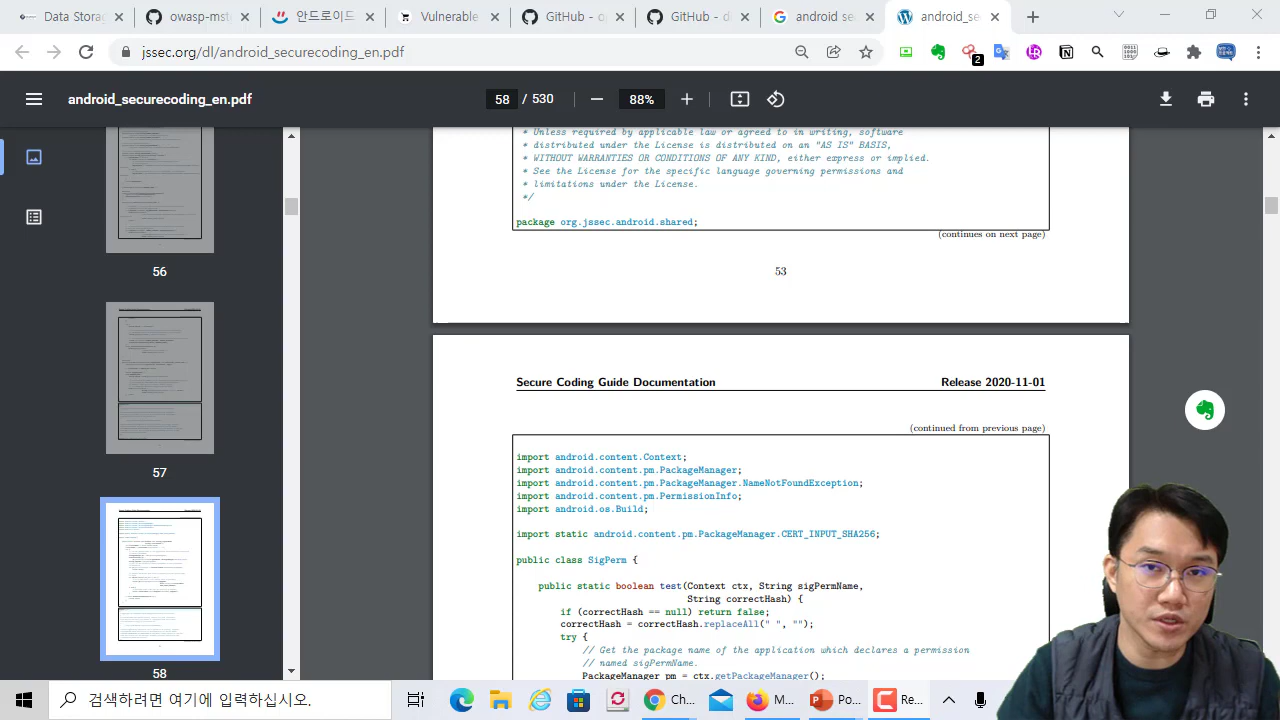 Data Storag
owasp-mst
안드로이드
Vulnerable
GitHub - o
GitHub - d
android se
android_se
jssec.org/dl/android_securecoding_en.pdf
2
android_securecoding_en.pdf
58 / 530
88%
56
57
58
* Unless required by applicable law or agreed to in writing, software
* distributed under the License is distributed on an "AS IS" BASIS,
* WITHOUT WARRANTIES OR CONDITIONS OF ANY KIND, either express or implied.
* See the License for the specific language governing permissions and
* limitations under the License.
*/
package org.jssec.android.shared;
(continues on next page)
53
Secure Coding Guide Documentation Release 2020-11-01
(continued from previous page)
import android.content.Context;
import android.content.pm.PackageManager;
import android.content.pm.PackageManager.NameNotFoundException;
import android.content.pm.PermissionInfo;
import android.os.Build;
import static android.content.pm.PackageManager.CERT_INPUT_SHA256;
public class SigPerm {
public static boolean test(Context ctx, String sigPermName,
String correctHash) {
if (correctHash == null) return false;
correctHash = correctHash.replaceAll(" ", "");
try {
// Get the package name of the application which declares a permission
// named sigPermName.
PackageManager pm = ctx.getPackageManager();
검색하려면 여기에 입력하십시오.
Ch...
M...
Po...
Re...